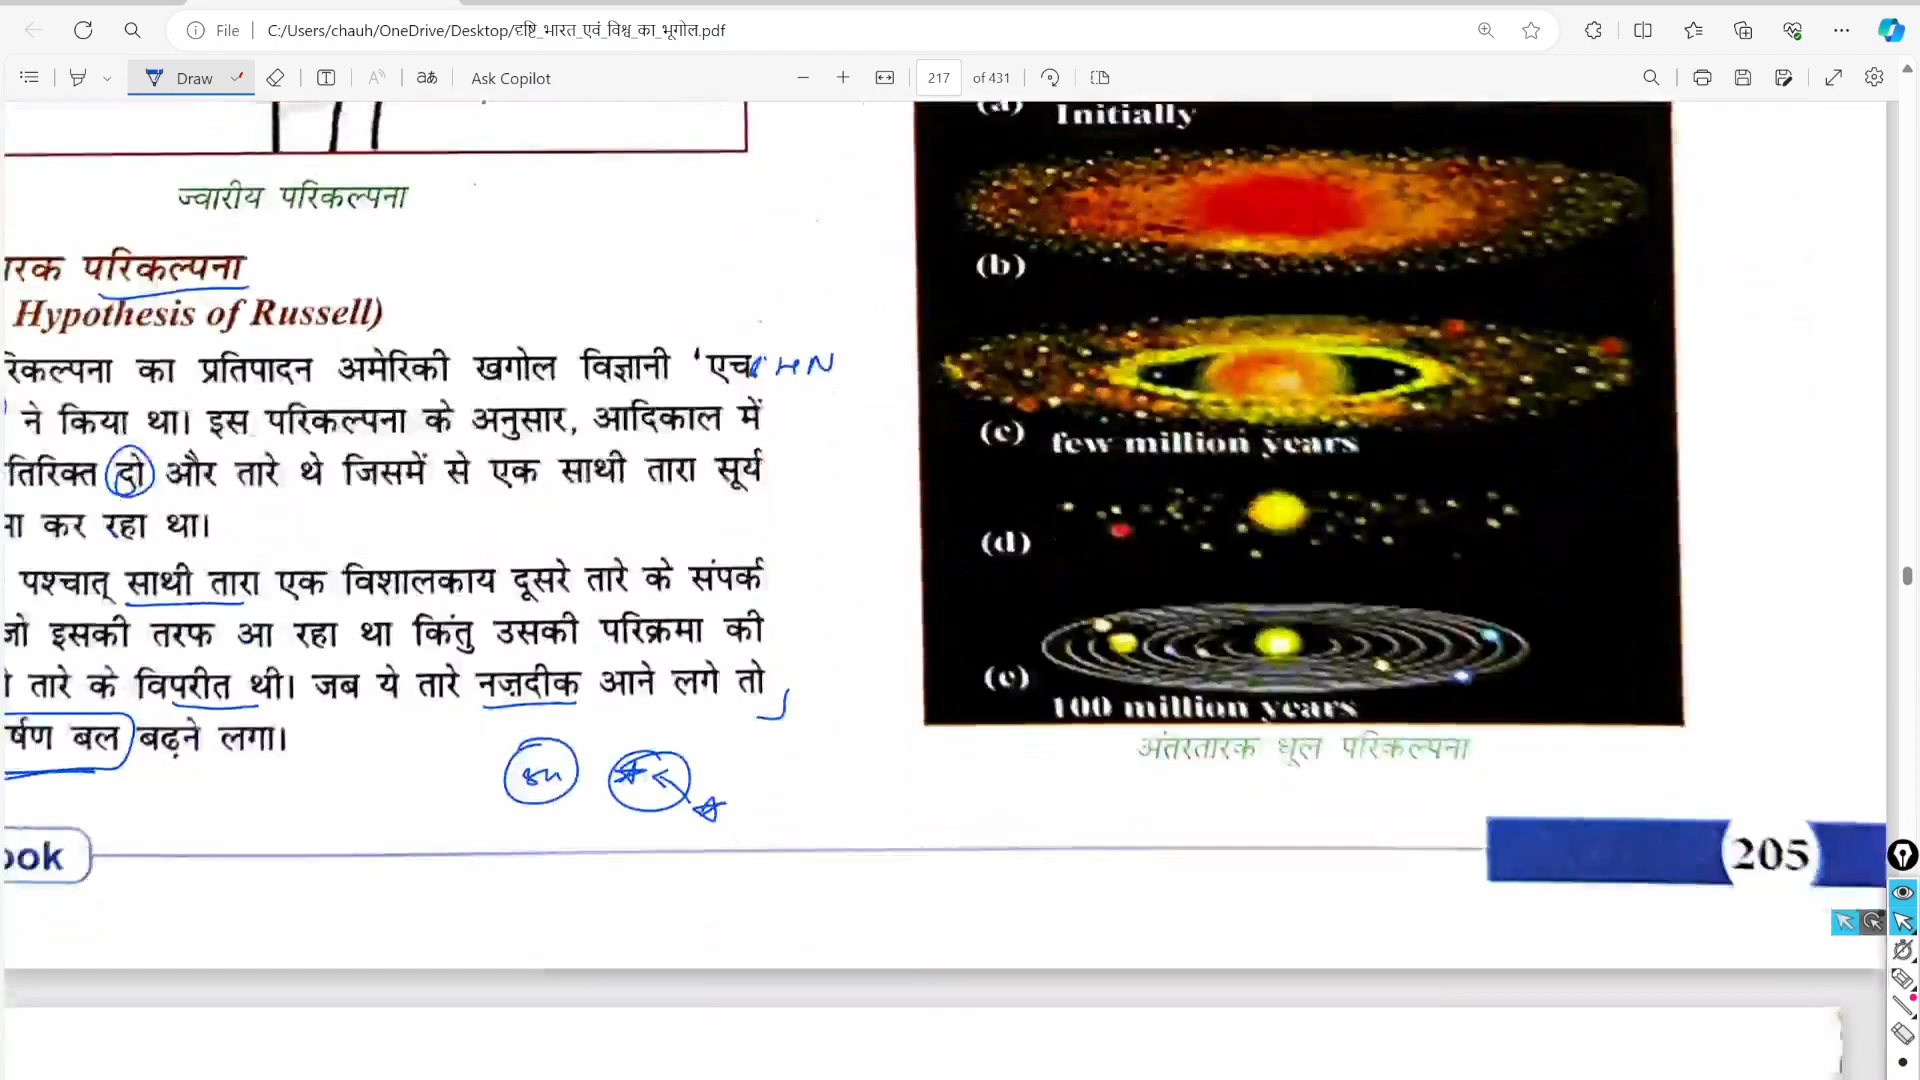 File
C:/Users/chauh/OneDrive/Desktop/दृष्टि_भारत_एवं_विश्व_का_भूगोल.pdf
Draw
Ask Copilot
217 of 431
ज्वारीय परिकल्पना
रक परिकल्पना
Hypothesis of Russell)
रिकल्पना का प्रतिपादन अमेरिकी खगोल विज्ञानी 'एच HN
ने किया था। इस परिकल्पना के अनुसार, आदिकाल में
तिरिक्त दो और तारे थे जिसमें से एक साथी तारा सूर्य
कर रहा था।
पश्चात् साथी तारा एक विशालकाय दूसरे तारे के संपर्क
जो इसकी तरफ आ रहा था किंतु उसकी परिक्रमा की
तारे के विपरीत थी। जब ये तारे नज़दीक आने लगे तो
र्षण बल बढ़ने लगा।
ook
(a) Initially
(b)
(c) few million years
(d)
(e) 100 million years
अंतरतारक धूल परिकल्पना
205